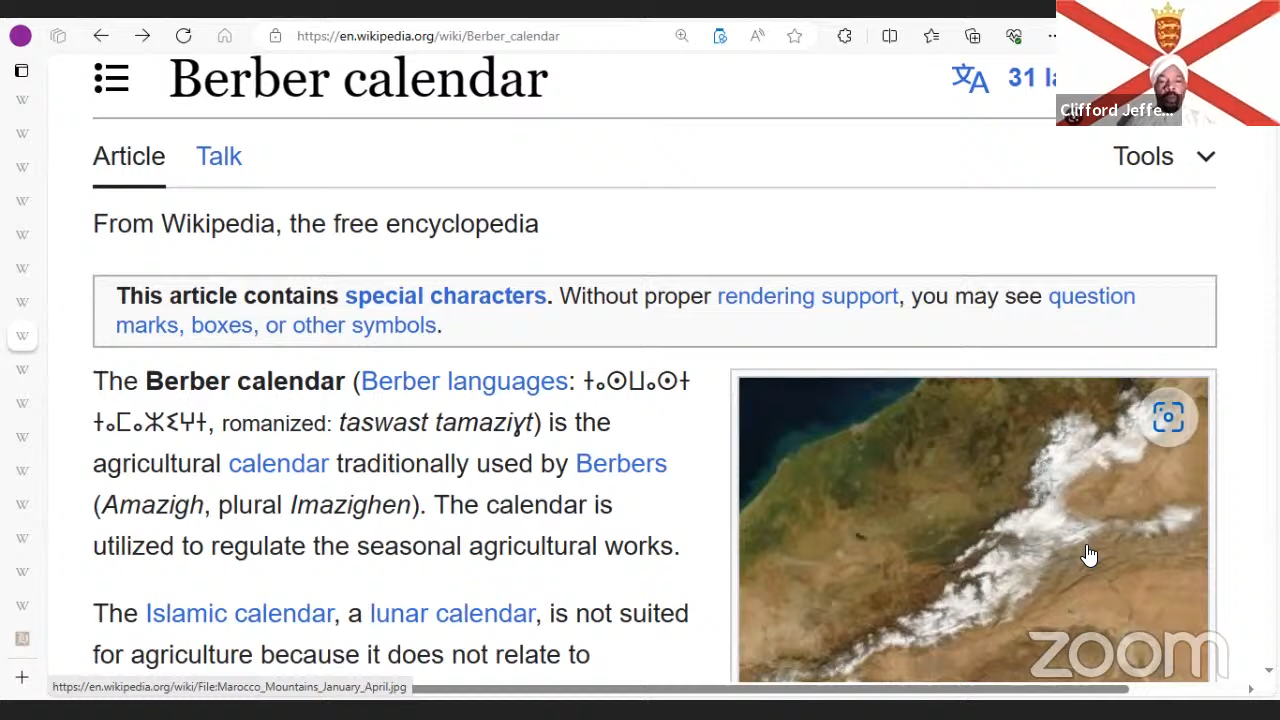 https://en.wikipedia.org/wiki/Berber_calendar
Berber calendar
31 la
Clifford Jeffe...
Article Talk
Tools
From Wikipedia, the free encyclopedia
This article contains special characters. Without proper rendering support, you may see question
marks, boxes, or other symbols.
The Berber calendar (Berber languages: ⵜⴰⵙⵡⴰⵙⵜ
ⵜⴰⵎⴰⵣⵉⵖⵜ, romanized: taswast tamaziɣt) is the
agricultural calendar traditionally used by Berbers
(Amazigh, plural Imazighen). The calendar is
utilized to regulate the seasonal agricultural works.
The Islamic calendar, a lunar calendar, is not suited
for agriculture because it does not relate to
zoom
https://en.wikipedia.org/wiki/File:Marocco_Mountains_January_April.jpg